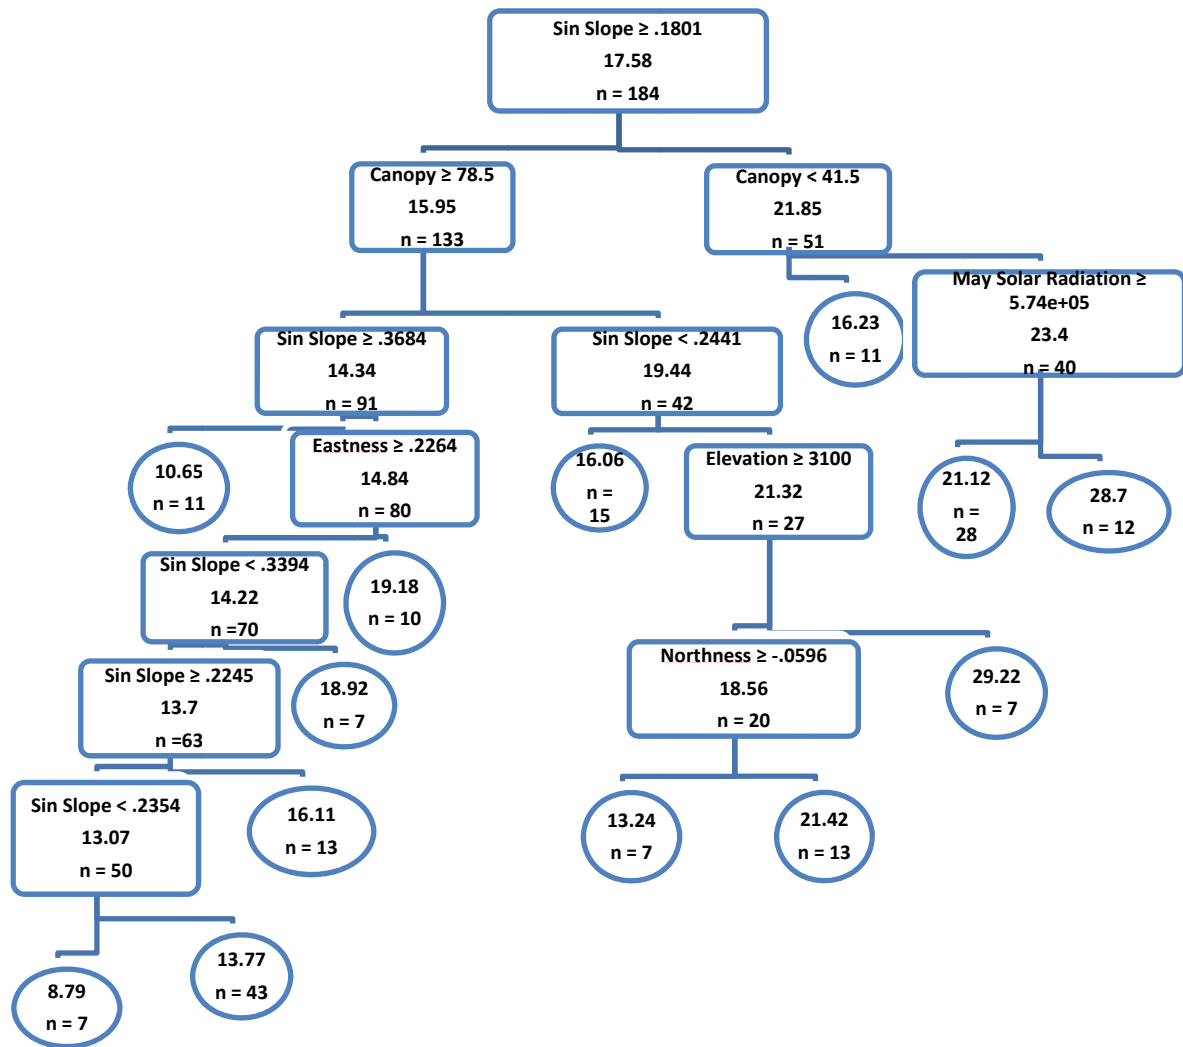 Sin Slope ≥ .1801
17.58
n = 184
Canopy ≥ 78.5
15.95
n = 133
Canopy < 41.5
21.85
n = 51
Sin Slope ≥ .3684
14.34
n = 91
Sin Slope < .2441
19.44
n = 42
16.23
n = 11
May Solar Radiation ≥
5.74e+05
23.4
n = 40
10.65
n = 11
Eastness ≥ .2264
14.84
n = 80
16.06
n =
15
Elevation ≥ 3100
21.32
n = 27
21.12
n =
28
28.7
n = 12
Sin Slope < .3394
14.22
n =70
19.18
n = 10
Sin Slope ≥ .2245
13.7
n =63
18.92
n = 7
Northness ≥ -.0596
18.56
n = 20
29.22
n = 7
Sin Slope < .2354
13.07
n = 50
16.11
n = 13
13.24
n = 7
21.42
n = 13
8.79
n = 7
13.77
n = 43